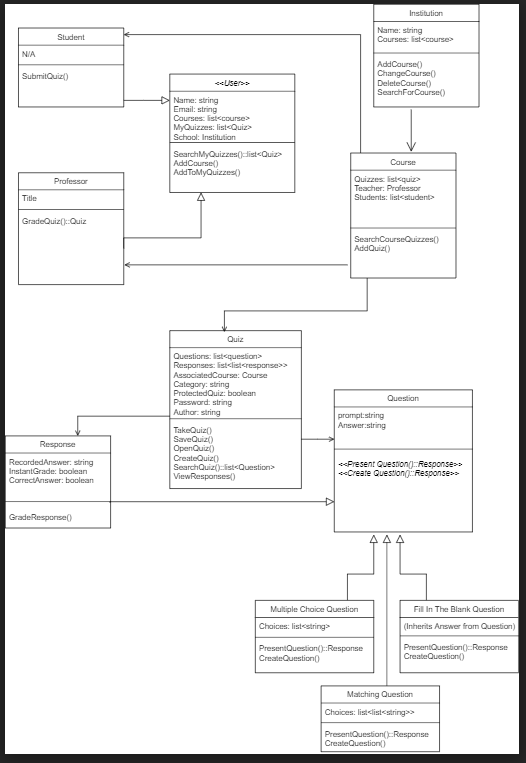 Institution
Name: string
Courses: list<course>
AddCourse()
ChangeCourse()
DeleteCourse()
SearchForCourse()
Student
N/A
SubmitQuiz()
<<User>>
Name: string
Email: string
Courses: list<course>
MyQuizzes: list<Quiz>
School: Institution
SearchMyQuizzes()::list<Quiz>
AddCourse()
AddToMyQuizzes()
Course
Quizzes: list<quiz>
Teacher: Professor
Students: list<student>
SearchCourseQuizzes()
AddQuiz()
Professor
Title
GradeQuiz()::Quiz
Quiz
Questions: list<question>
Responses: list<list<response>>
AssociatedCourse: Course
Category: string
ProtectedQuiz: boolean
Password: string
Author: string
TakeQuiz()
SaveQuiz()
OpenQuiz()
CreateQuiz()
SearchQuiz()::list<Question>
ViewResponses()
Question
prompt:string
Answer:string
<<Present Question()::Response>>
<<Create Question()::Response>>
Response
RecordedAnswer: string
InstantGrade: boolean
CorrectAnswer: boolean
GradeResponse()
Multiple Choice Question
Choices: list<string>
PresentQuestion()::Response
CreateQuestion()
Fill In The Blank Question
(Inherits Answer from Question)
PresentQuestion()::Response
CreateQuestion()
Matching Question
Choices: list<list<string>>
PresentQuestion()::Response
CreateQuestion()